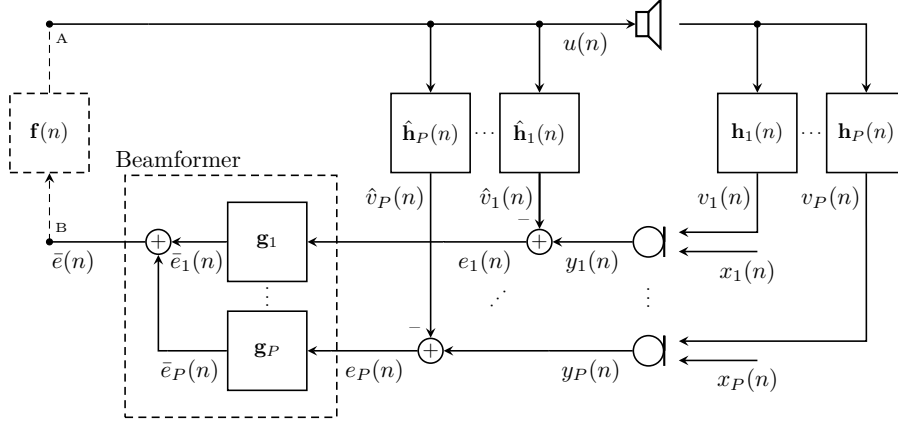 A
u(n)
f(n)
ĥ_P(n) ··· ĥ_1(n)
h_1(n) ··· h_P(n)
Beamformer
v̂_P(n) v̂_1(n)
v_1(n) v_P(n)
B
g_1
−
+ + 
ē(n) ē_1(n) e_1(n) y_1(n) x_1(n)
⋮ ⋰ ⋮
g_P
−
+
ē_P(n) e_P(n) y_P(n) x_P(n)